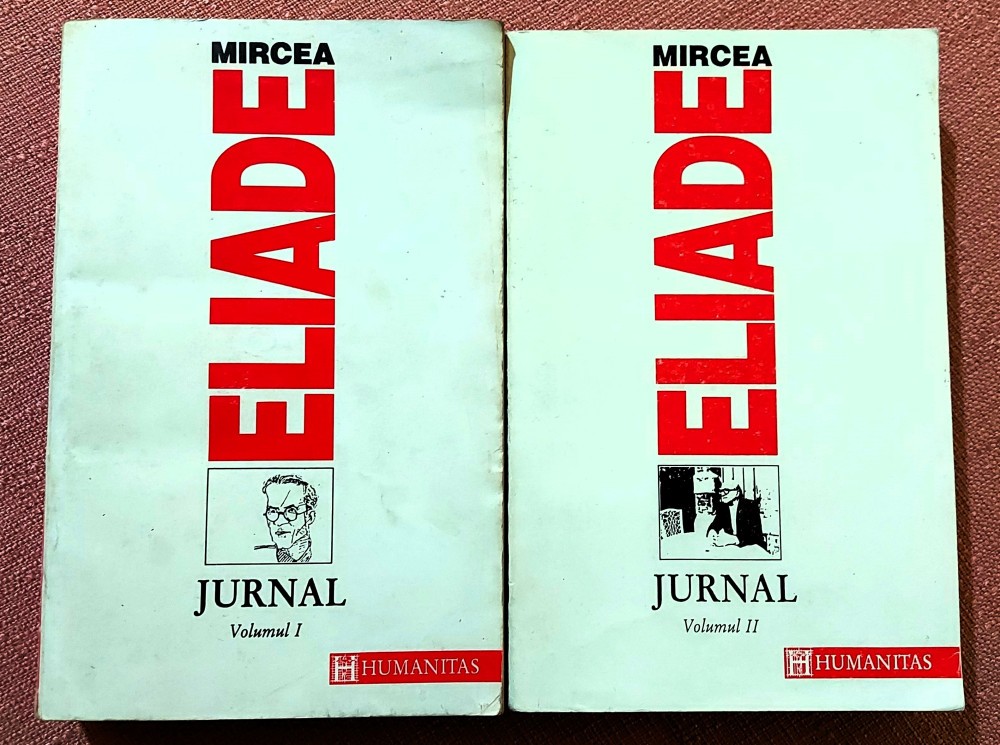 MIRCEA
ELIADE
JURNAL
Volumul I
HUMANITAS
MIRCEA
ELIADE
JURNAL
Volumul II
HUMANITAS